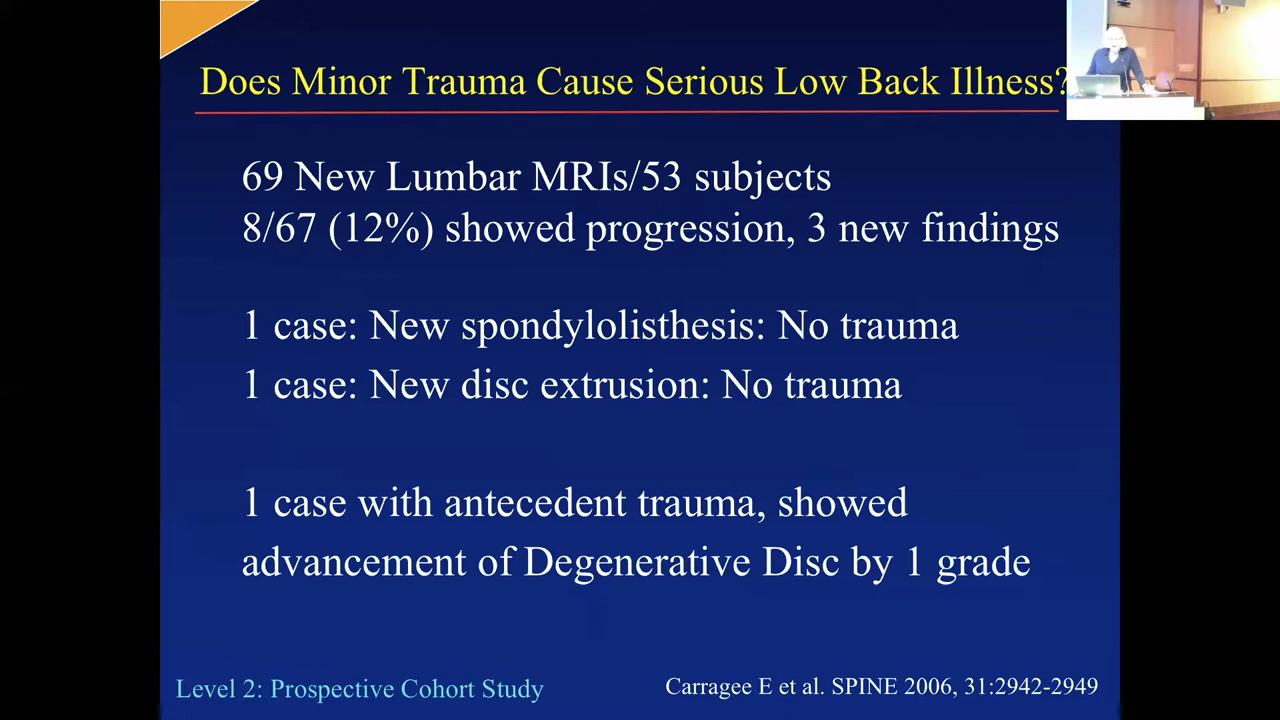 Does Minor Trauma Cause Serious Low Back Illness?
69 New Lumbar MRIs/53 subjects
8/67 (12%) showed progression, 3 new findings
1 case: New spondylolisthesis: No trauma
1 case: New disc extrusion: No trauma
1 case with antecedent trauma, showed
advancement of Degenerative Disc by 1 grade
Level 2: Prospective Cohort Study
Carragee E et al. SPINE 2006, 31:2942-2949